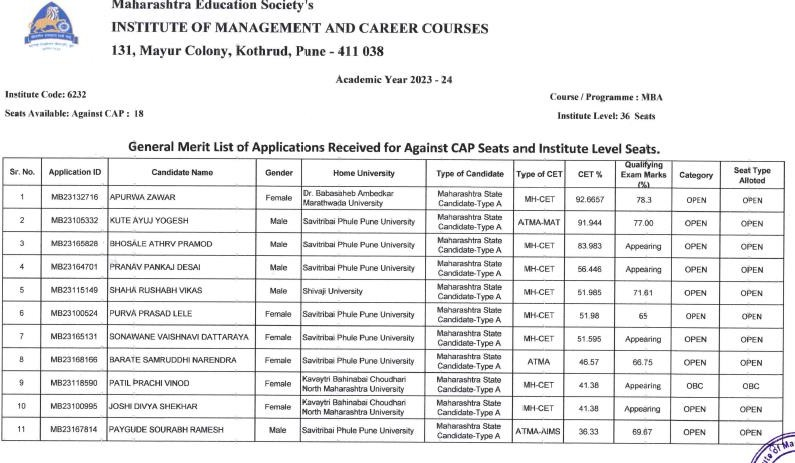 Maharashtra Education Society's
INSTITUTE OF MANAGEMENT AND CAREER COURSES
131, Mayur Colony, Kothrud, Pune - 411 038
Academic Year 2023 - 24
Institute Code: 6232
Course / Programme : MBA
Seats Available: Against CAP : 18
Institute Level: 36 Seats
General Merit List of Applications Received for Against CAP Seats and Institute Level Seats.
Sr. No. Application ID Candidate Name Gender Home University Type of Candidate Type of CET CET % Qualifying Exam Marks (%) Category Seat Type Alloted
1 MB23132716 APURWA ZAWAR Female Dr. Babasaheb Ambedkar Marathwada University Maharashtra State Candidate-Type A MH-CET 92.6657 78.3 OPEN OPEN
2 MB23105332 KUTE AYUJ YOGESH Male Savitribai Phule Pune University Maharashtra State Candidate-Type A ATMA-MAT 91.944 77.00 OPEN OPEN
3 MB23165828 BHOSALE ATHRV PRAMOD Male Savitribai Phule Pune University Maharashtra State Candidate-Type A MH-CET 83.983 Appearing OPEN OPEN
4 MB23164701 PRANAV PANKAJ DESAI Male Savitribai Phule Pune University Maharashtra State Candidate-Type A MH-CET 56.446 Appearing OPEN OPEN
5 MB23115149 SHAHA RUSHABH VIKAS Male Shivaji University Maharashtra State Candidate-Type A MH-CET 51.985 71.61 OPEN OPEN
6 MB23100524 PURVA PRASAD LELE Female Savitribai Phule Pune University Maharashtra State Candidate-Type A MH-CET 51.98 65 OPEN OPEN
7 MB23165131 SONAWANE VAISHNAVI DATTARAYA Female Savitribai Phule Pune University Maharashtra State Candidate-Type A MH-CET 51.595 Appearing OPEN OPEN
8 MB23168166 BARATE SAMRUDDHI NARENDRA Female Savitribai Phule Pune University Maharashtra State Candidate-Type A ATMA 46.57 66.75 OPEN OPEN
9 MB23118590 PATIL PRACHI VINOD Female Kavaytri Bahinabai Choudhari North Maharashtra University Maharashtra State Candidate-Type A MH-CET 41.38 Appearing OBC OBC
10 MB23100995 JOSHI DIVYA SHEKHAR Female Kavaytri Bahinabai Choudhari North Maharashtra University Maharashtra State Candidate-Type A MH-CET 41.38 Appearing OPEN OPEN
11 MB23167814 PAYGUDE SOURABH RAMESH Male Savitribai Phule Pune University Maharashtra State Candidate-Type A ATMA-AIMS 36.33 69.67 OPEN OPEN